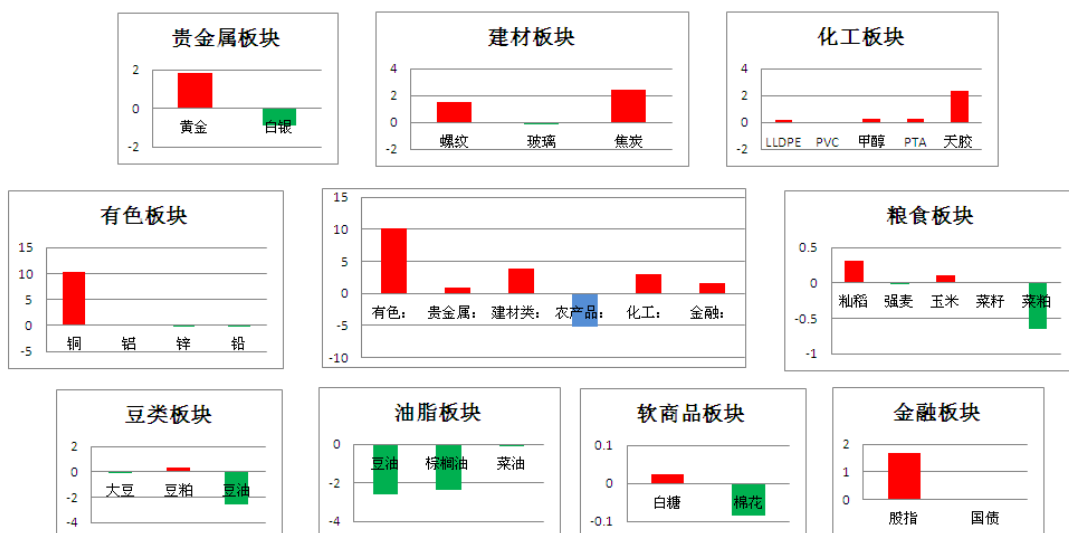 贵金属板块
2
0
-2
黄金
白银
建材板块
4
2
0
-2
螺纹
玻璃
焦炭
化工板块
4
2
0
-2
LLDPE
PVC
甲醇
PTA
天胶
有色板块
15
10
5
0
-5
铜
铝
锌
铅
15
10
5
0
-5
-10
有色：
贵金属：
建材类：
农产品：
化工：
金融：
粮食板块
0.5
0
-0.5
-1
籼稻
强麦
玉米
菜籽
菜粕
豆类板块
2
0
-2
-4
大豆
豆粕
豆油
油脂板块
0
-2
-4
豆油
棕榈油
菜油
软商品板块
0.1
0
-0.1
白糖
棉花
金融板块
2
1
0
股指
国债